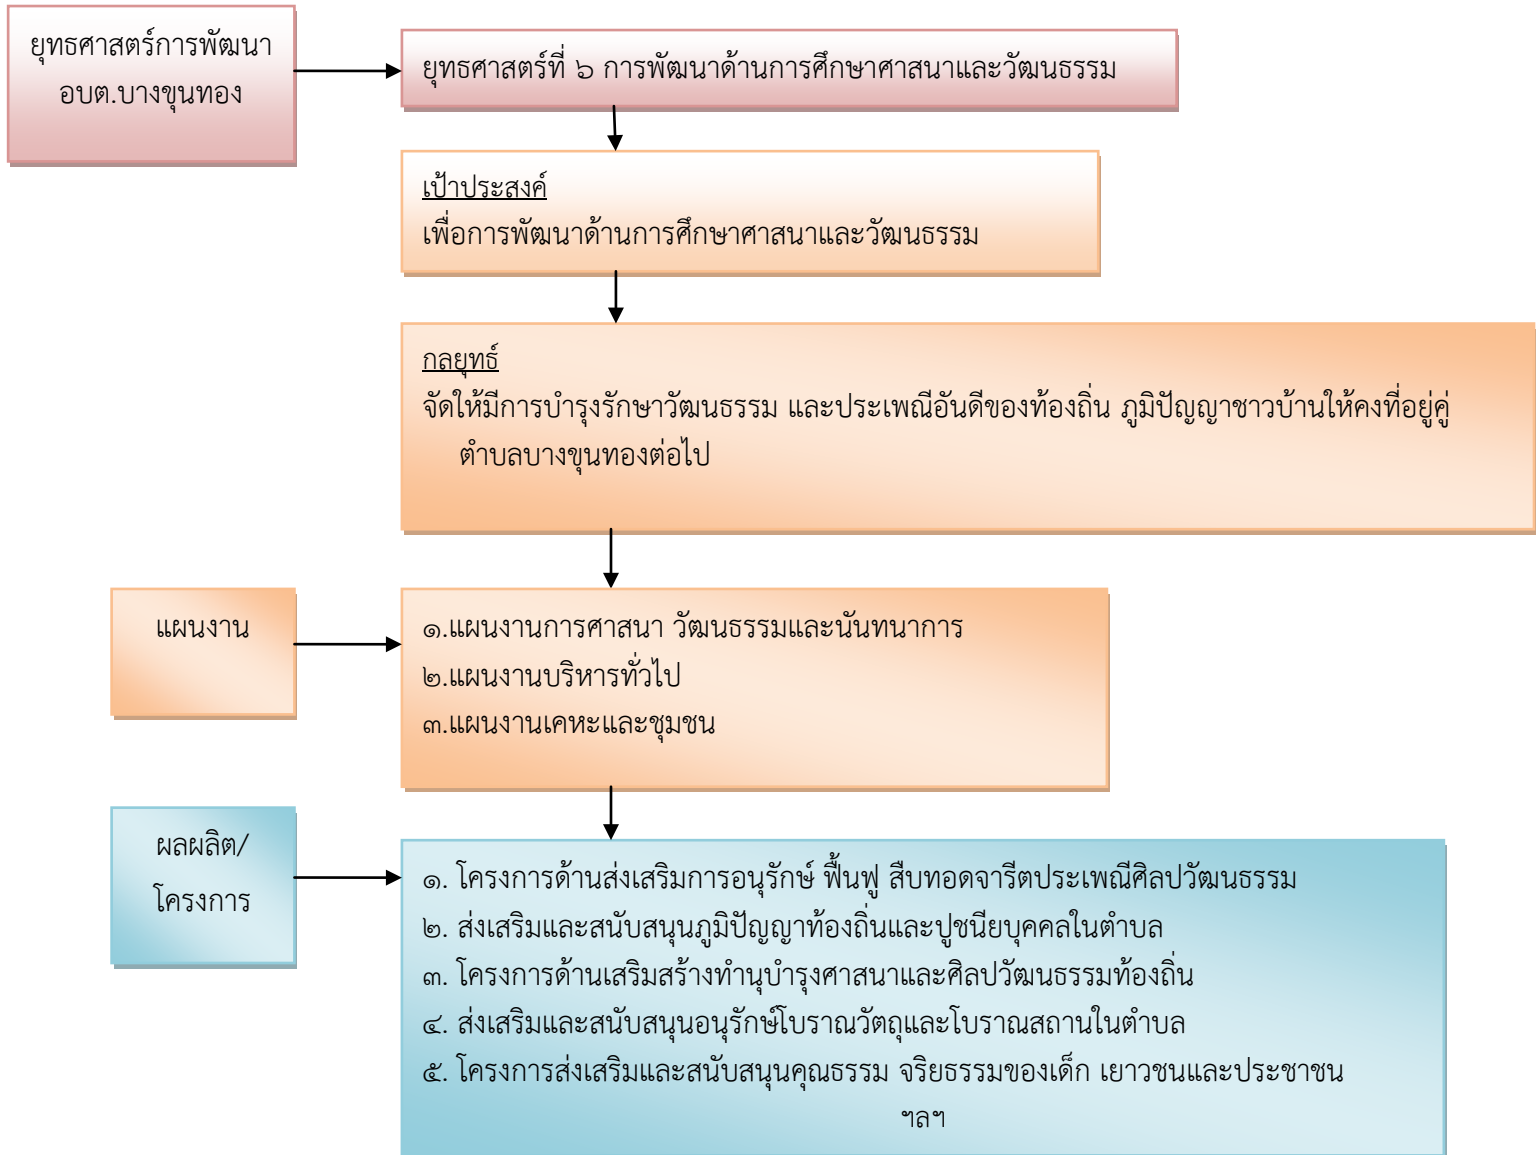 ยุทธศาสตร์การพัฒนา
อบต.บางขุนทอง
ยุทธศาสตร์ที่ ๖ การพัฒนาด้านการศึกษาศาสนาและวัฒนธรรม
เป้าประสงค์
เพื่อการพัฒนาด้านการศึกษาศาสนาและวัฒนธรรม
กลยุทธ์
จัดให้มีการบำรุงรักษาวัฒนธรรม และประเพณีอันดีของท้องถิ่น ภูมิปัญญาชาวบ้านให้คงที่อยู่คู่
ตำบลบางขุนทองต่อไป
แผนงาน
๑.แผนงานการศาสนา วัฒนธรรมและนันทนาการ
๒.แผนงานบริหารทั่วไป
๓.แผนงานเคหะและชุมชน
ผลผลิต/
โครงการ
๑. โครงการด้านส่งเสริมการอนุรักษ์ ฟื้นฟู สืบทอดจารีตประเพณีศิลปวัฒนธรรม
๒. ส่งเสริมและสนับสนุนภูมิปัญญาท้องถิ่นและปูชนียบุคคลในตำบล
๓. โครงการด้านเสริมสร้างทำนุบำรุงศาสนาและศิลปวัฒนธรรมท้องถิ่น
๔. ส่งเสริมและสนับสนุนอนุรักษ์โบราณวัตถุและโบราณสถานในตำบล
๕. โครงการส่งเสริมและสนับสนุนคุณธรรม จริยธรรมของเด็ก เยาวชนและประชาชน
ฯลฯ